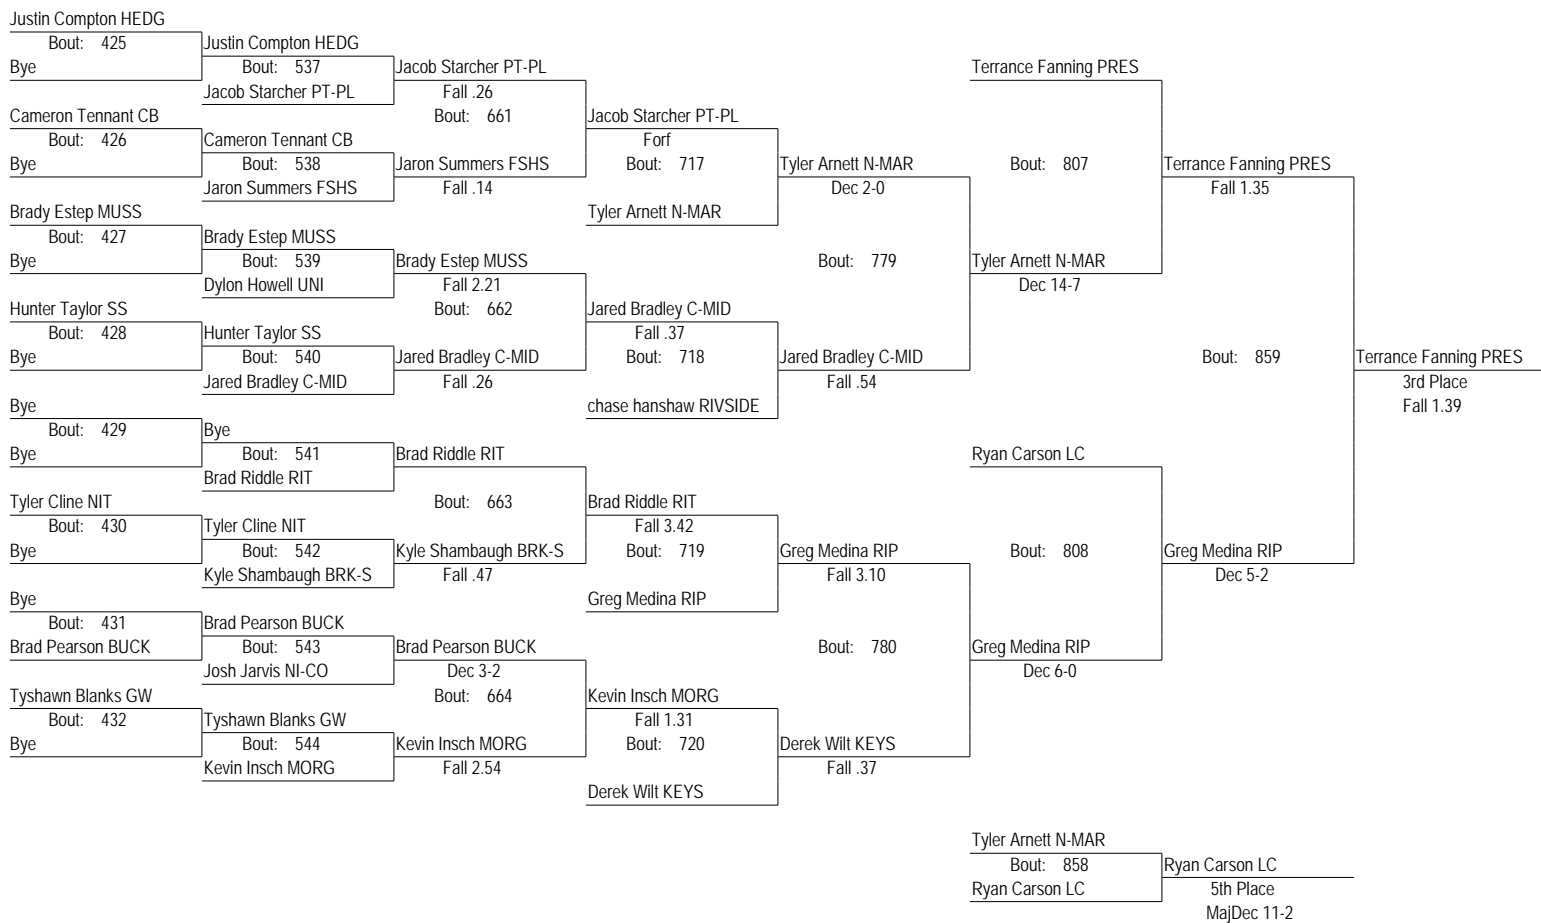 Justin Compton HEDG
Bout: 425
Bye
Cameron Tennant CB
Bout: 426
Bye
Brady Estep MUSS
Bout: 427
Bye
Hunter Taylor SS
Bout: 428
Bye
Bye
Bout: 429
Bye
Tyler Cline NIT
Bout: 430
Bye
Bye
Bout: 431
Brad Pearson BUCK
Tyshawn Blanks GW
Bout: 432
Bye
Justin Compton HEDG
Bout: 537
Jacob Starcher PT-PL
Cameron Tennant CB
Bout: 538
Jaron Summers FSHS
Brady Estep MUSS
Bout: 539
Dylon Howell UNI
Hunter Taylor SS
Bout: 540
Jared Bradley C-MID
Bye
Bout: 541
Brad Riddle RIT
Tyler Cline NIT
Bout: 542
Kyle Shambaugh BRK-S
Brad Pearson BUCK
Bout: 543
Josh Jarvis NI-CO
Tyshawn Blanks GW
Bout: 544
Kevin Insch MORG
Jacob Starcher PT-PL
Fall .26
Bout: 661
Jaron Summers FSHS
Fall .14
Brady Estep MUSS
Fall 2.21
Bout: 662
Jared Bradley C-MID
Fall .26
Brad Riddle RIT
Bout: 663
Kyle Shambaugh BRK-S
Fall .47
Brad Pearson BUCK
Dec 3-2
Bout: 664
Kevin Insch MORG
Fall 2.54
Jacob Starcher PT-PL
Forf
Bout: 717
Tyler Arnett N-MAR
Jared Bradley C-MID
Fall .37
Bout: 718
chase hanshaw RIVSIDE
Brad Riddle RIT
Fall 3.42
Bout: 719
Greg Medina RIP
Kevin Insch MORG
Fall 1.31
Bout: 720
Derek Wilt KEYS
Tyler Arnett N-MAR
Dec 2-0
Bout: 779
Jared Bradley C-MID
Fall .54
Greg Medina RIP
Fall 3.10
Bout: 780
Derek Wilt KEYS
Fall .37
Terrance Fanning PRES
Bout: 807
Tyler Arnett N-MAR
Dec 14-7
Ryan Carson LC
Bout: 808
Greg Medina RIP
Dec 6-0
Terrance Fanning PRES
Fall 1.35
Bout: 859
Greg Medina RIP
Dec 5-2
Terrance Fanning PRES
3rd Place
Fall 1.39
Tyler Arnett N-MAR
Bout: 858
Ryan Carson LC
Ryan Carson LC
5th Place
MajDec 11-2